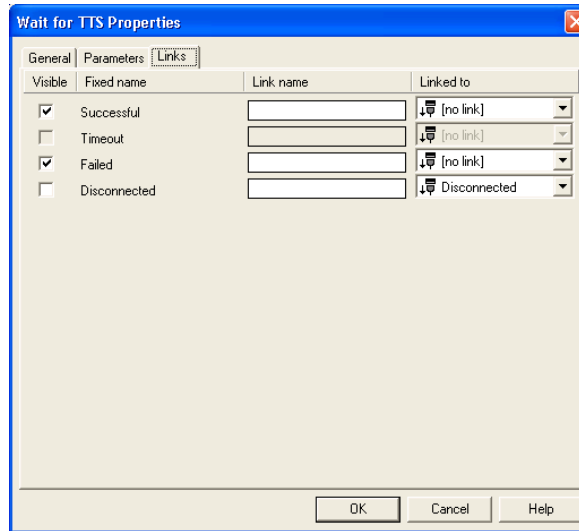 Wait for TTS Properties
General Parameters Links
Visible Fixed name Link name Linked to
Successful [no link]
Timeout [no link]
Failed [no link]
Disconnected Disconnected
OK Cancel Help